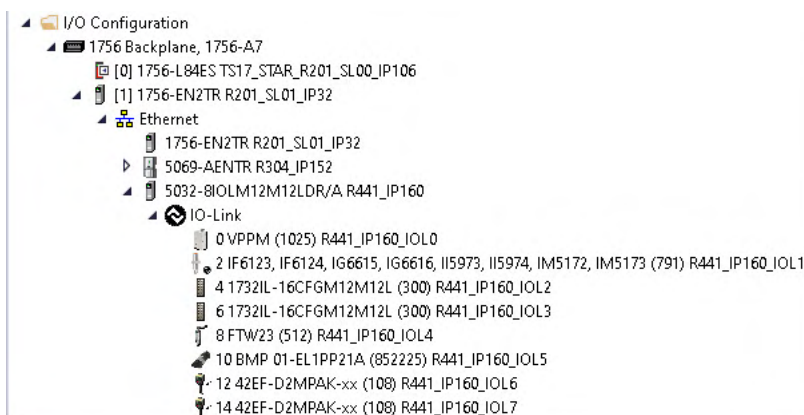 I/O Configuration
1756 Backplane, 1756-A7
[0] 1756-L84ES TS17_STAR_R201_SL00_IP106
[1] 1756-EN2TR R201_SL01_IP32
Ethernet
1756-EN2TR R201_SL01_IP32
5069-AENTR R304_IP152
5032-8IOLM12M12LDR/A R441_IP160
IO-Link
0 VPPM (1025) R441_IP160_IOL0
2 IF6123, IF6124, IG6615, IG6616, II5973, II5974, IM5172, IM5173 (791) R441_IP160_IOL1
4 1732IL-16CFGM12M12L (300) R441_IP160_IOL2
6 1732IL-16CFGM12M12L (300) R441_IP160_IOL3
8 FTW23 (512) R441_IP160_IOL4
10 BMP 01-EL1PP21A (852225) R441_IP160_IOL5
12 42EF-D2MPAK-xx (108) R441_IP160_IOL6
14 42EF-D2MPAK-xx (108) R441_IP160_IOL7